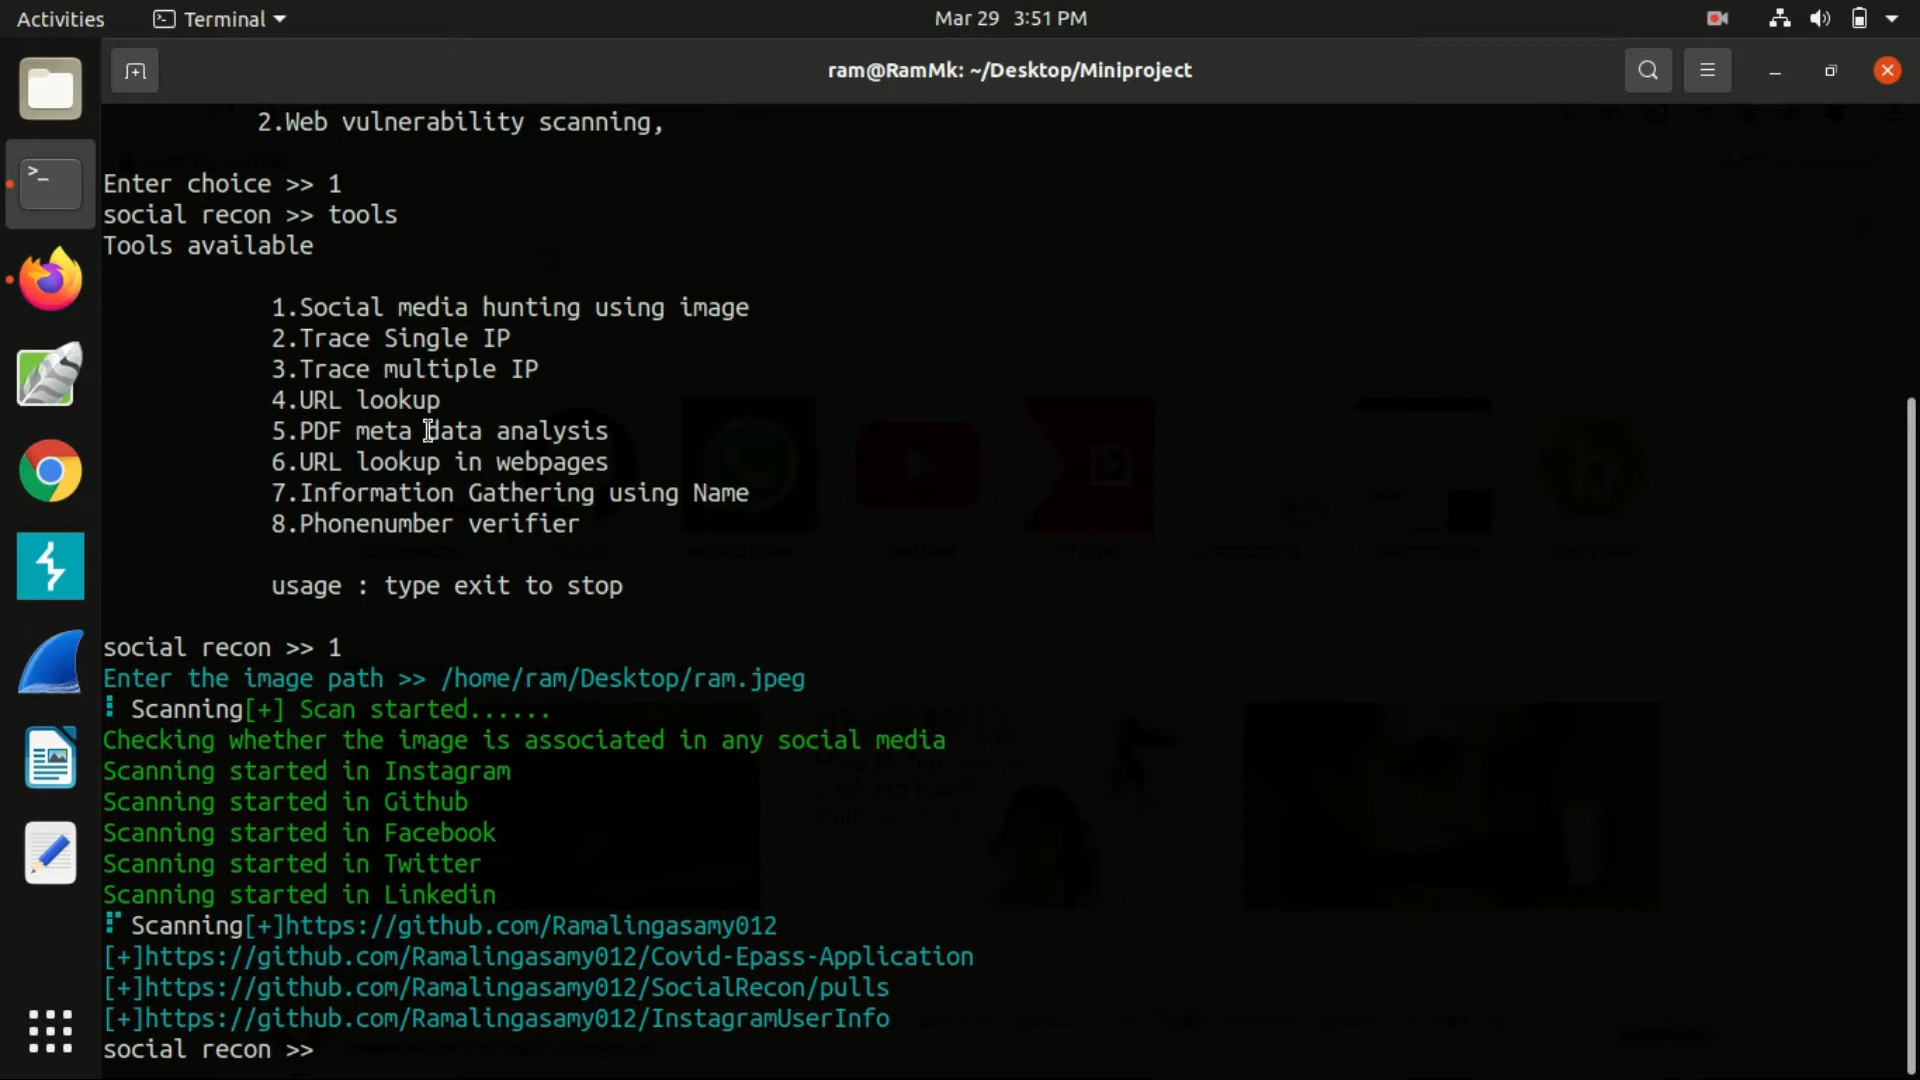 Activities Terminal Mar 29 3:51 PM
ram@RamMk: ~/Desktop/Miniproject
2.Web vulnerability scanning,
Enter choice >> 1
social recon >> tools
Tools available
1.Social media hunting using image
2.Trace Single IP
3.Trace multiple IP
4.URL lookup
5.PDF meta data analysis
6.URL lookup in webpages
7.Information Gathering using Name
8.Phonenumber verifier
usage : type exit to stop
social recon >> 1
Enter the image path >> /home/ram/Desktop/ram.jpeg
Scanning[+] Scan started......
Checking whether the image is associated in any social media
Scanning started in Instagram
Scanning started in Github
Scanning started in Facebook
Scanning started in Twitter
Scanning started in Linkedin
Scanning[+]https://github.com/Ramalingasamy012
[+]https://github.com/Ramalingasamy012/Covid-Epass-Application
[+]https://github.com/Ramalingasamy012/SocialRecon/pulls
[+]https://github.com/Ramalingasamy012/InstagramUserInfo
social recon >>